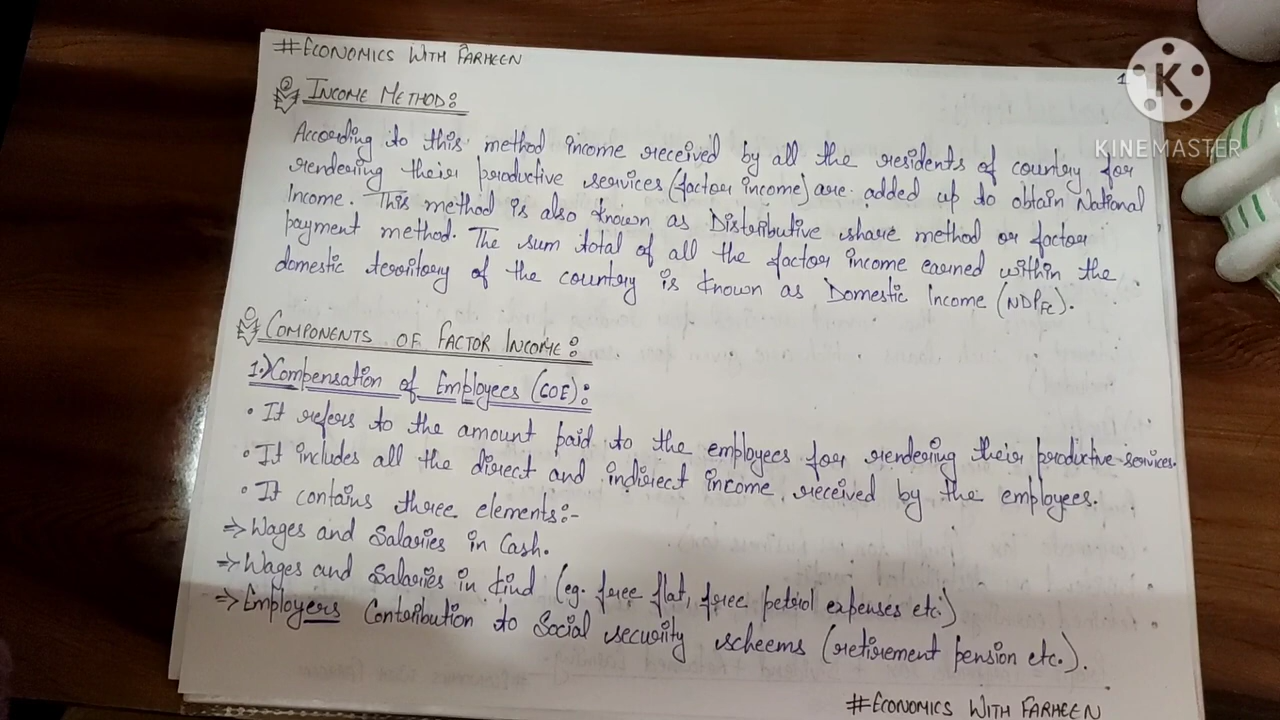 #ECONOMICS WITH FARHEEN
1
K
KINEMASTER
② INCOME METHOD:
According to this method income received by all the residents of country for
rendering their productive services (factor income) are added up to obtain National
Income. This method is also known as Distributive share method or factor
payment method. The sum total of all the factor income earned within the
domestic territory of the country is known as Domestic Income (NDPFC).
COMPONENTS OF FACTOR INCOME:
1.) Compensation of Employees (COE):
• It refers to the amount paid to the employees for rendering their productive services.
• It includes all the direct and indirect income received by the employees.
• It contains three elements:-
⇒ Wages and Salaries in Cash.
⇒ Wages and Salaries in kind (eg. free flat, free petrol expenses etc.)
⇒ Employers Contribution to Social security scheems (retirement pension etc.).
#ECONOMICS WITH FARHEEN